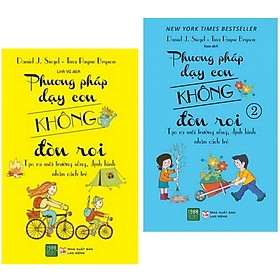 Daniel J. Siegel - Tina Payne Bryson
Linh Vũ dịch
Phương pháp
dạy con
KHÔNG
đòn roi
Tạo ra môi trường sống, định hình
nhân cách trẻ
NHÀ XUẤT BẢN
LAO ĐỘNG
NEW YORK TIMES BESTSELLER
Daniel J. Siegel - Tina Payne Bryson
dịch
Phương pháp
dạy con
KHÔNG 2
đòn roi
Tạo ra môi trường sống, định hình
nhân cách trẻ
NHÀ XUẤT BẢN
LAO ĐỘNG